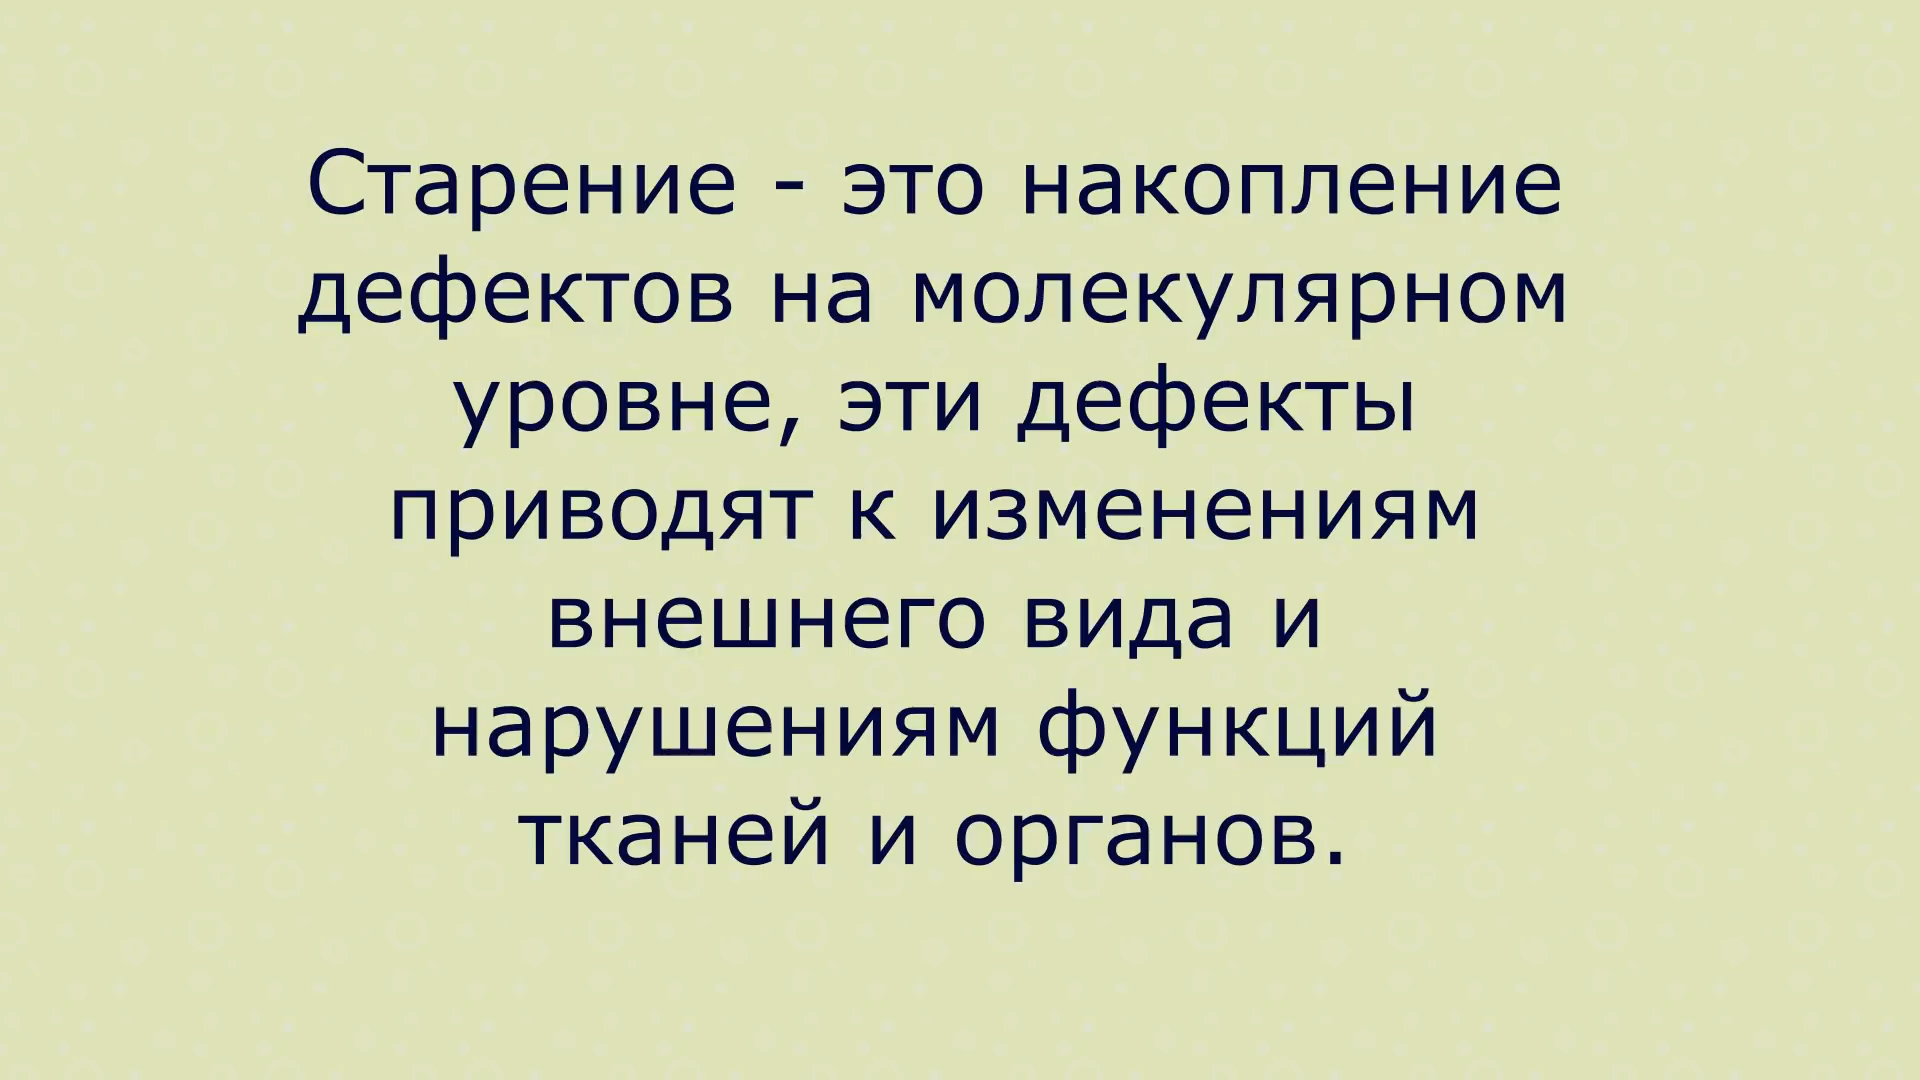 Старение - это накопление
дефектов на молекулярном
уровне, эти дефекты
приводят к изменениям
внешнего вида и
нарушениям функций
тканей и органов.